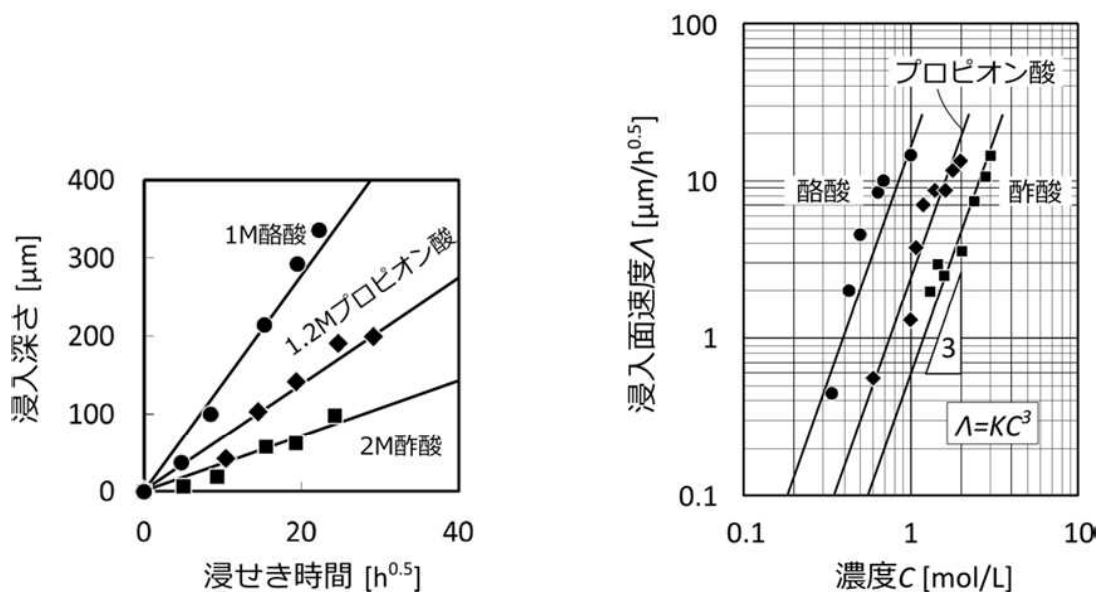 400
300
200
100
0
浸入深さ [μm]
1M酪酸
1.2Mプロピオン酸
2M酢酸
0
20
40
浸せき時間 [h0.5]
100
10
1
0.1
浸入面速度Λ [μm/h0.5]
プロピオン酸
酪酸
酢酸
3
Λ=KC3
0.1
1
10
濃度C [mol/L]